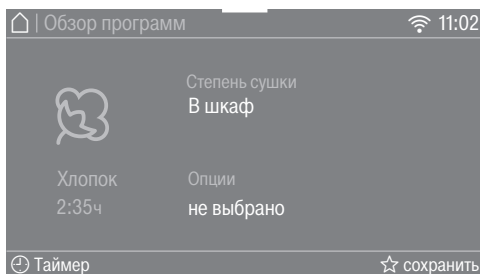 | Обзор программ 11:02
Степень сушки
В шкаф
Хлопок
2:35ч
Опции
не выбрано
Таймер
сохранить